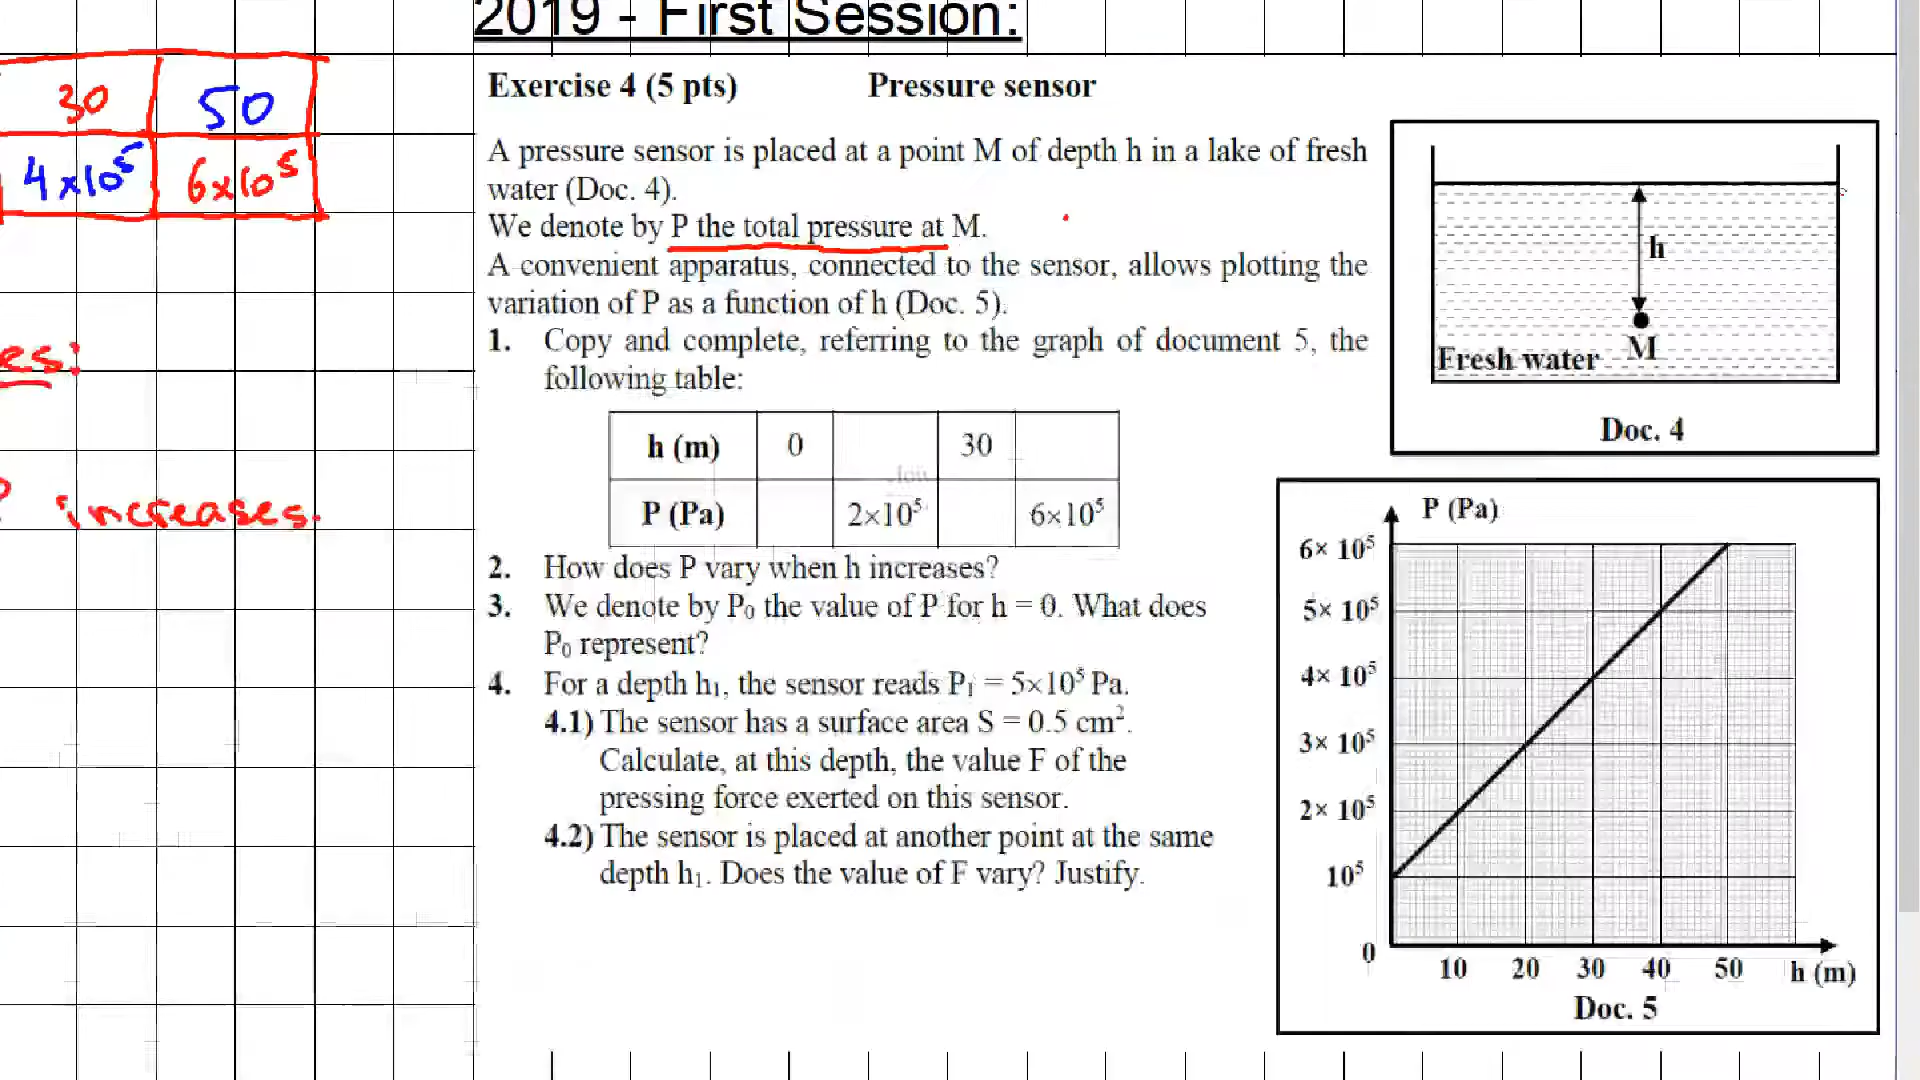 2019 - First Session:
30 50
4×10⁵ 6×10⁵
es:
P increases.
Exercise 4 (5 pts) Pressure sensor
A pressure sensor is placed at a point M of depth h in a lake of fresh
water (Doc. 4).
We denote by P the total pressure at M.
A convenient apparatus, connected to the sensor, allows plotting the
variation of P as a function of h (Doc. 5).
1. Copy and complete, referring to the graph of document 5, the
following table:
h (m) 0 30
P (Pa) 2×10⁵ 6×10⁵
2. How does P vary when h increases?
3. We denote by P₀ the value of P for h = 0. What does
P₀ represent?
4. For a depth h₁, the sensor reads P₁ = 5×10⁵ Pa.
4.1) The sensor has a surface area S = 0.5 cm².
Calculate, at this depth, the value F of the
pressing force exerted on this sensor.
4.2) The sensor is placed at another point at the same
depth h₁. Does the value of F vary? Justify.
h
M
Fresh water
Doc. 4
P (Pa)
6× 10⁵
5× 10⁵
4× 10⁵
3× 10⁵
2× 10⁵
10⁵
0
10 20 30 40 50 h (m)
Doc. 5